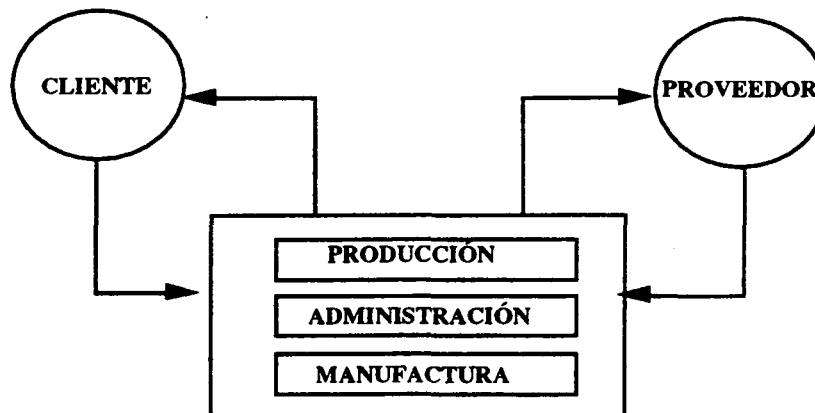 CLIENTE
PROVEEDOR
PRODUCCIÓN
ADMINISTRACIÓN
MANUFACTURA